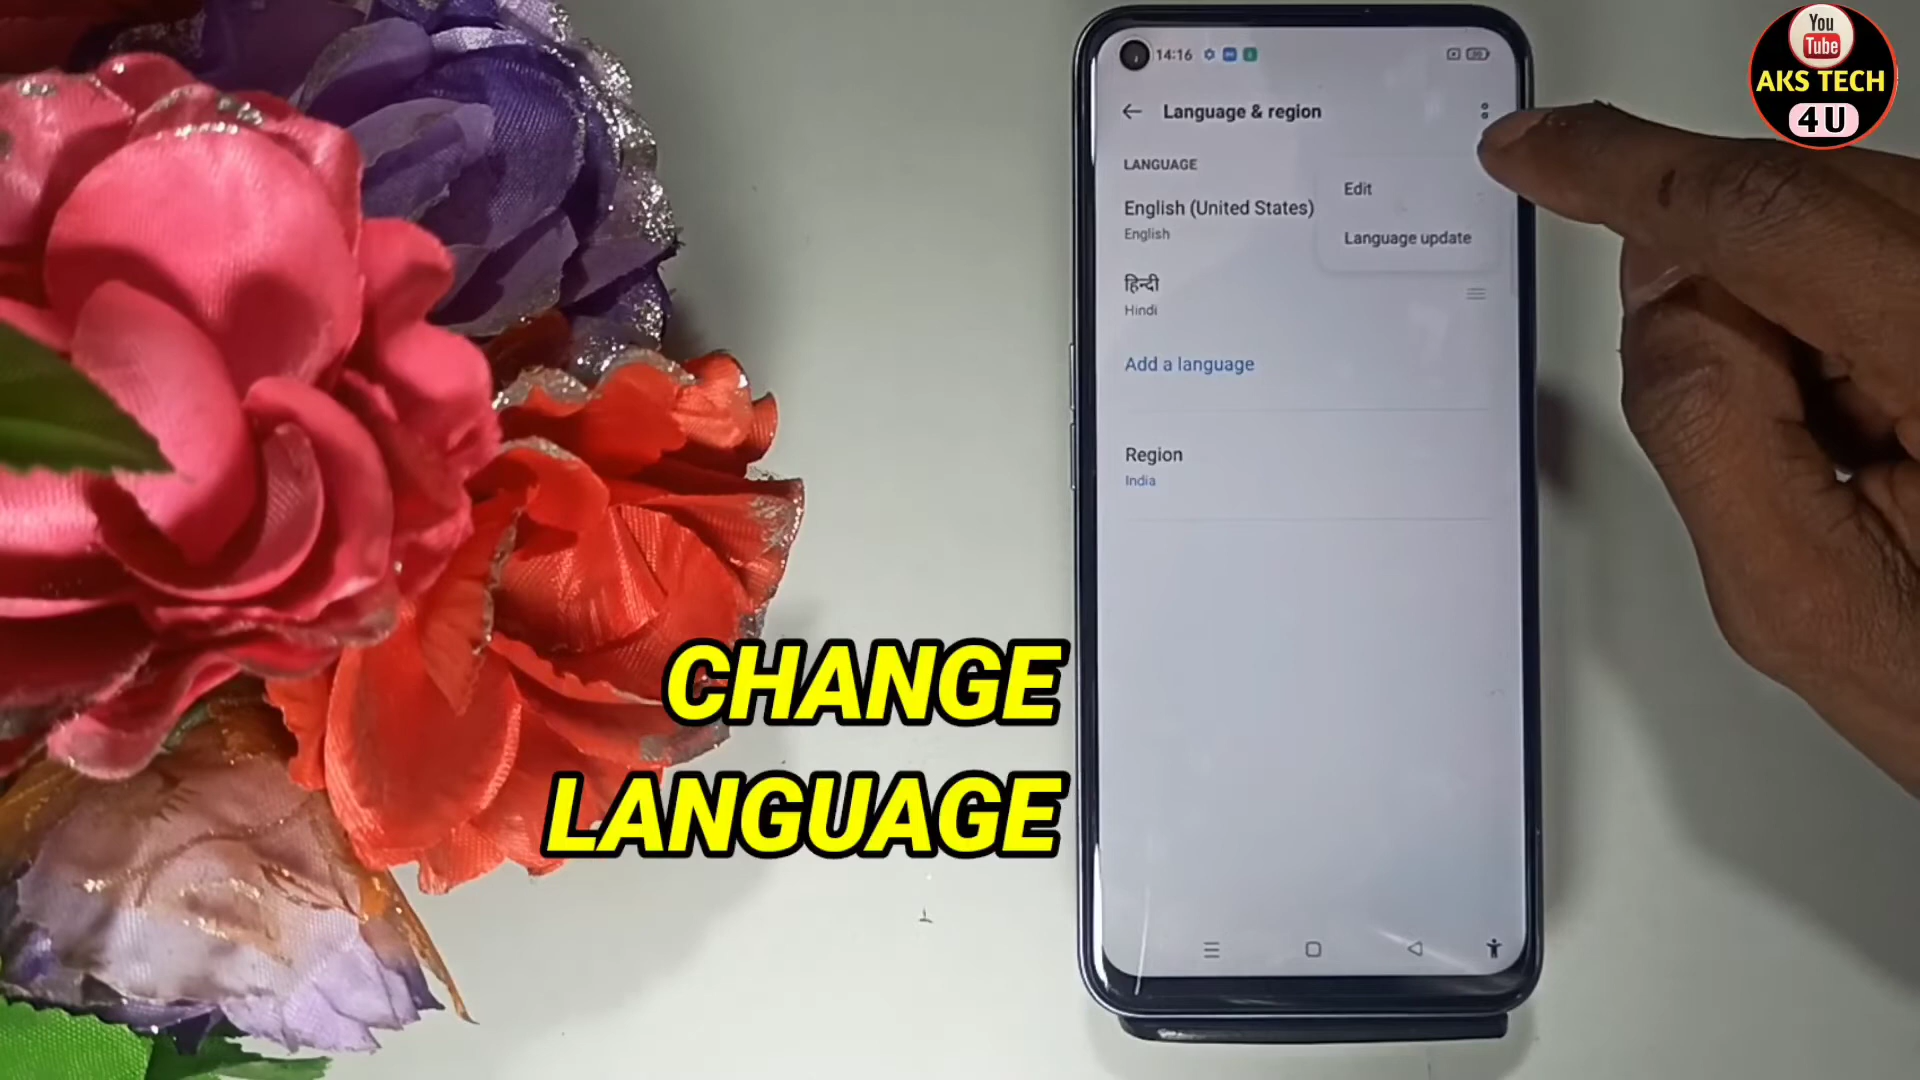 You
Tube
AKS TECH
4U
14:16
Language & region
LANGUAGE
Edit
English (United States)
English
Language update
हिन्दी
Hindi
Add a language
Region
India
CHANGE
LANGUAGE